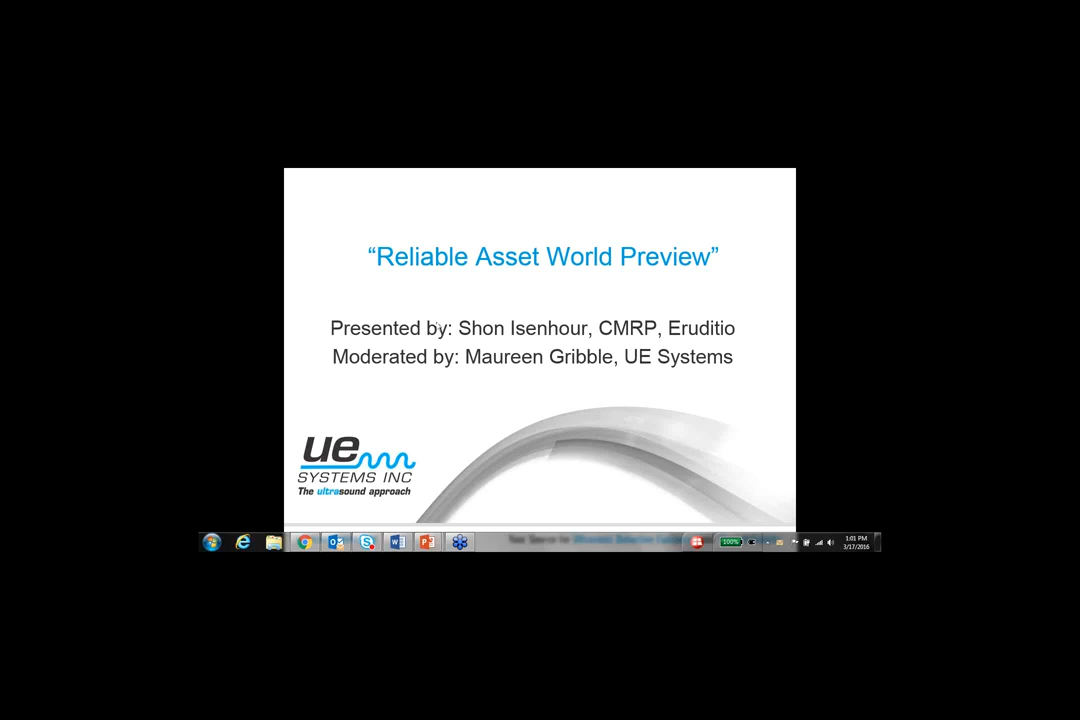 “Reliable Asset World Preview”
Presented by: Shon Isenhour, CMRP, Eruditio
Moderated by: Maureen Gribble, UE Systems
ue
SYSTEMS INC
The ultrasound approach
100%
1:01 PM
3/17/2016